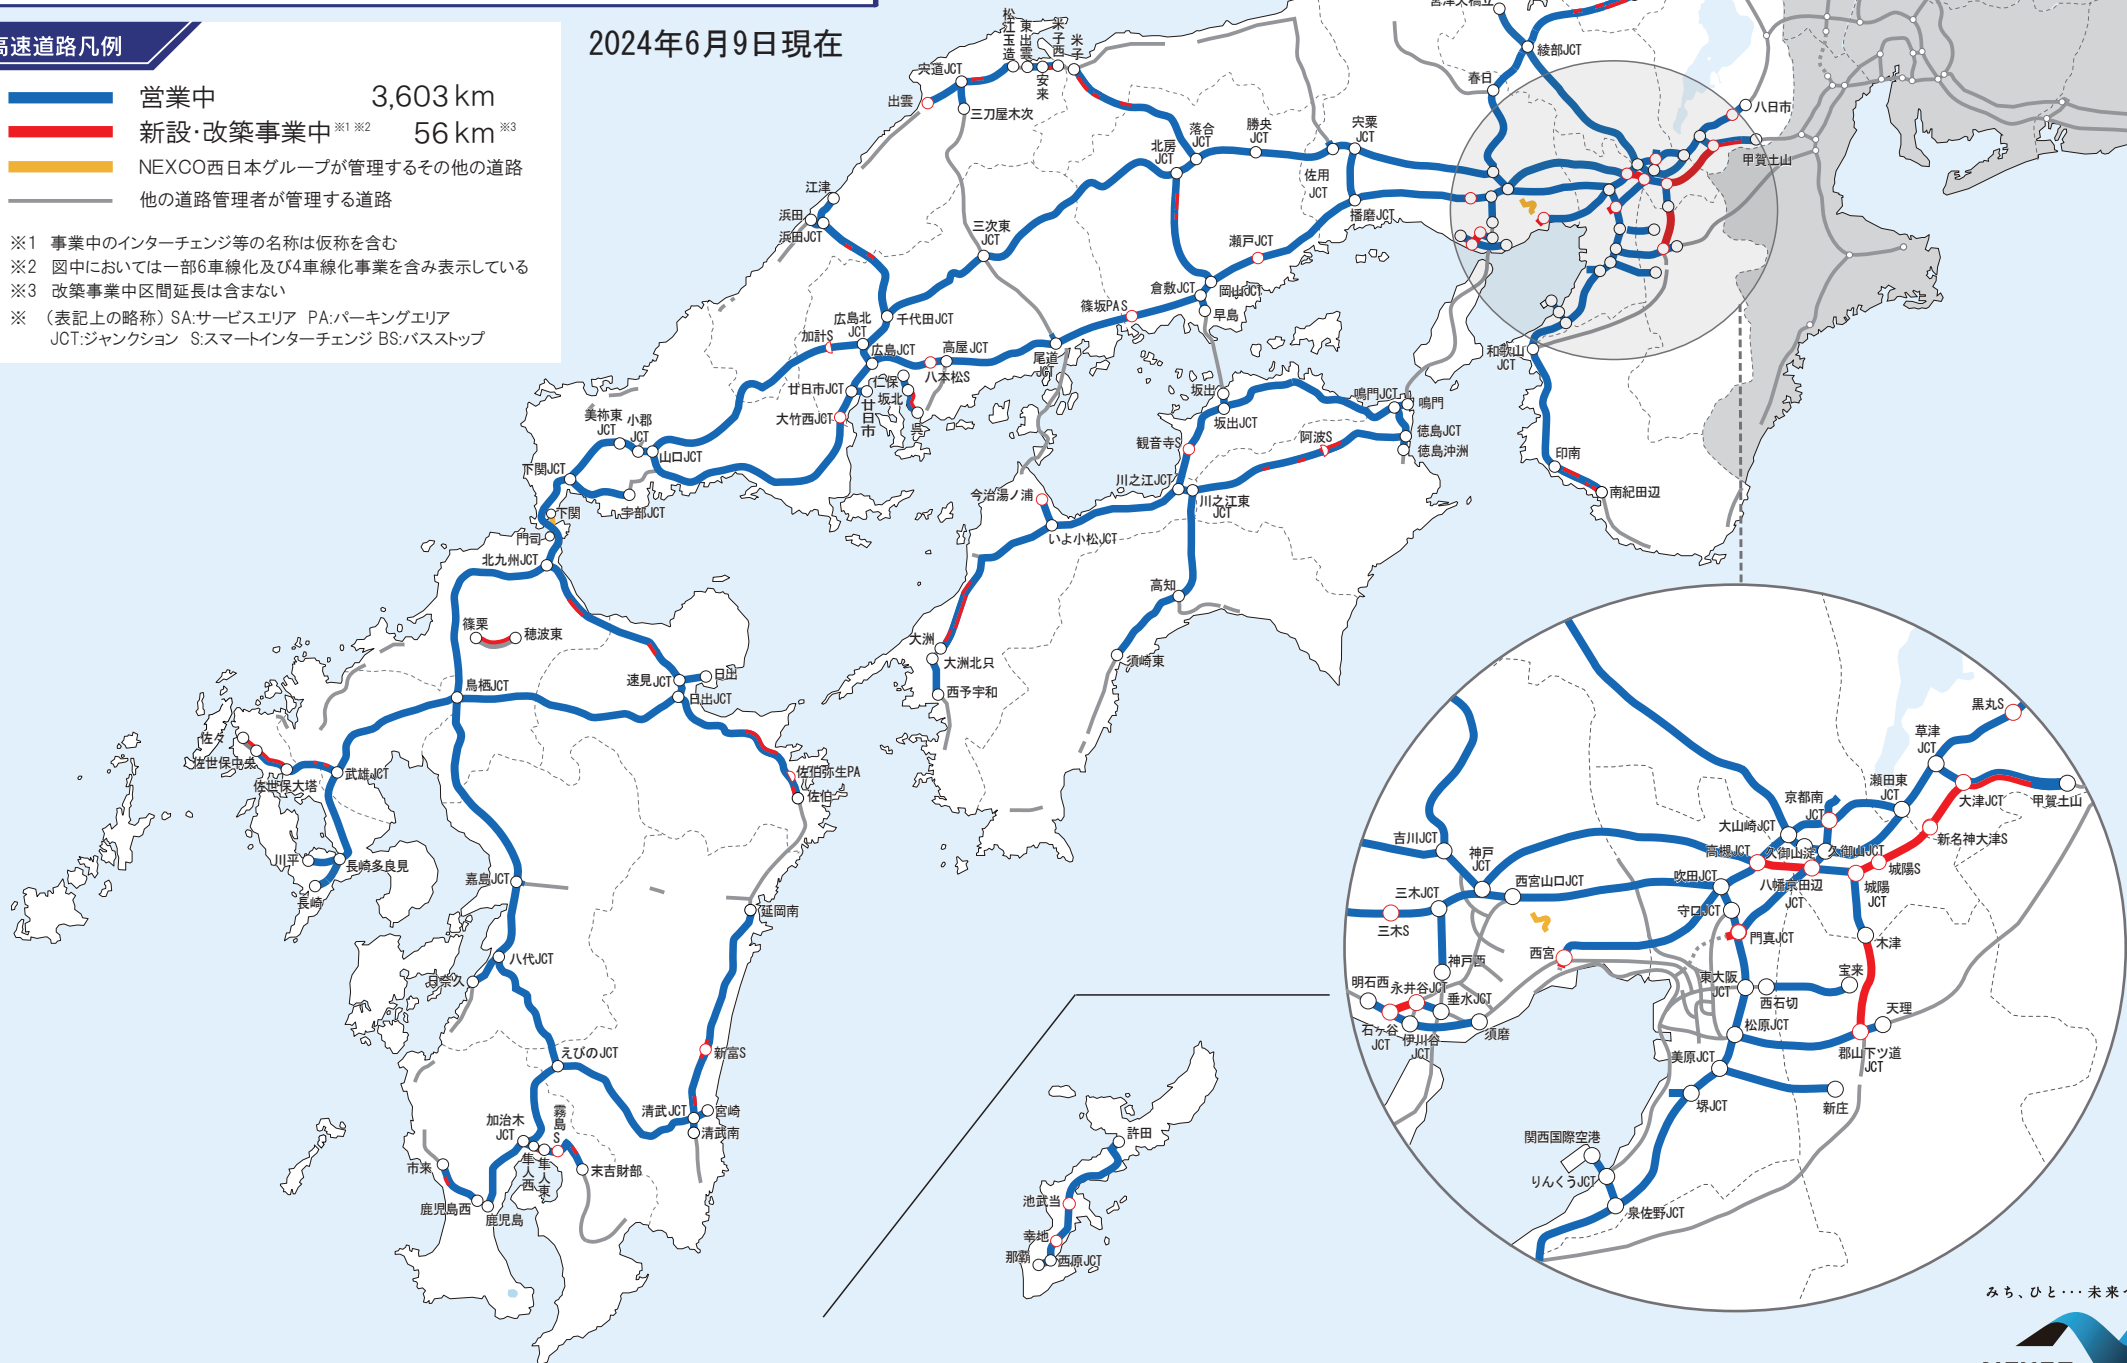 高速道路凡例
2024年6月9日現在
営業中 3,603km
新設・改築事業中※1 ※2 56km※3
NEXCO西日本グループが管理するその他の道路
他の道路管理者が管理する道路
※1 事業中のインターチェンジ等の名称は仮称を含む
※2 図中においては一部6車線化及び4車線化事業を含み表示している
※3 改築事業中区間延長は含まない
※ (表記上の略称) SA:サービスエリア PA:パーキングエリア
JCT:ジャンクション S:スマートインターチェンジ BS:バスストップ
松江玉造
東出雲
安来
米子西
米子
宍道JCT
出雲
三刀屋木次
江津
浜田
浜田JCT
三次東JCT
北房JCT
落合JCT
勝央JCT
佐用JCT
宍粟JCT
播磨JCT
瀬戸JCT
岡山JCT
倉敷JCT
早島
篠坂PAS
尾道JCT
千代田JCT
広島北JCT
加計S
広島JCT
高屋JCT
八本松S
仁保
坂北
呉
廿日市JCT
廿日市
大竹西JCT
美祢東JCT
小郡JCT
山口JCT
下関JCT
宇部JCT
下関
門司
北九州JCT
綾部JCT
春日
八日市
甲賀土山
和歌山JCT
印南
南紀田辺
坂出
坂出JCT
鳴門JCT
鳴門
徳島JCT
徳島沖洲
阿波S
観音寺S
川之江JCT
川之江東JCT
今治湯ノ浦
いよ小松JCT
高知
須崎東
大洲
大洲北只
西予宇和
篠栗
穂波東
速見JCT
日出
日出JCT
鳥栖JCT
佐々
佐世保中央
佐世保大塔
武雄JCT
佐伯弥生PA
佐伯
川平
長崎多良見
長崎
嘉島JCT
延岡南
八代JCT
日奈久
えびのJCT
新富S
清武JCT
宮崎
清武南
加治木JCT
霧島S
隼人西
隼人東
末吉財部
市来
鹿児島西
鹿児島
許田
池武当
幸地
那覇
西原JCT
黒丸S
草津JCT
瀬田東JCT
大津JCT
甲賀土山
京都南JCT
大山崎JCT
新名神大津S
高槻JCT
久御山淀
久御山JCT
城陽S
城陽JCT
八幡京田辺JCT
吉川JCT
神戸JCT
西宮山口JCT
吹田JCT
三木JCT
三木S
守口JCT
門真JCT
木津
西宮
神戸西
明石西
永井谷JCT
垂水JCT
石ヶ谷JCT
伊川谷JCT
須磨
東大阪JCT
西石切
宝来
天理
松原JCT
郡山下ツ道JCT
美原JCT
堺JCT
新庄
関西国際空港
りんくうJCT
泉佐野JCT
みち、ひと…未来